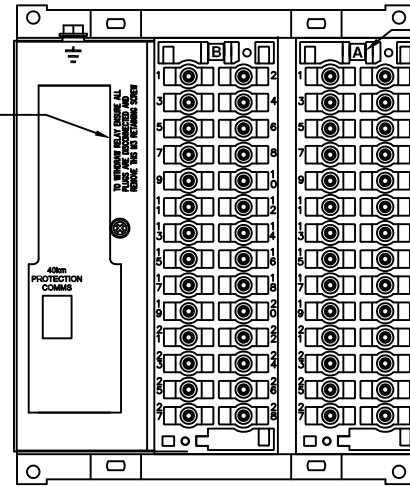 B
A
TO WITHDRAW RELAY ENSURE ALL
PLUGS ARE DISCONNECTED AND
REMOVE THIS M3 RETAINING SCREW
40km
PROTECTION
COMMS
1 2 1
3 4 3
5 6 5
7 8 7
9 10 9
11 12 11
13 14 13
15 16 15
17 18 17
19 20 19
21 22 21
23 24 23
25 26 25
27 28 27